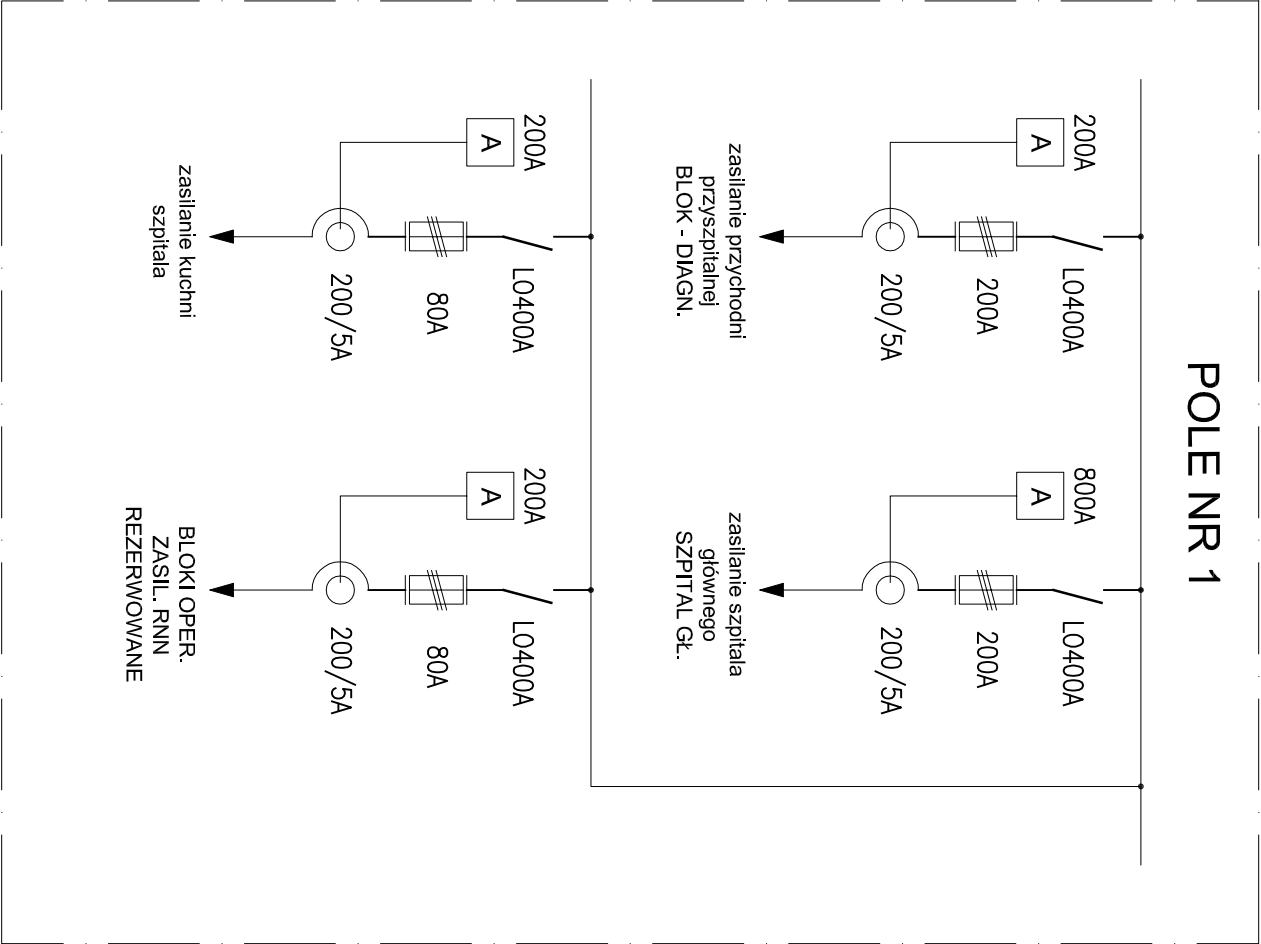 POLE NR 1
200A
A
LO400A
200A
200/5A
zasilanie przychodni
przyszpitalnej
BLOK - DIAGN.
800A
A
LO400A
200A
200/5A
zasilanie szpitala
głównego
SZPITAL GŁ.
200A
A
LO400A
80A
200/5A
zasilanie kuchni
szpitala
200A
A
LO400A
80A
200/5A
BLOKI OPER.
ZASIL. RNN
REZERWOWANE